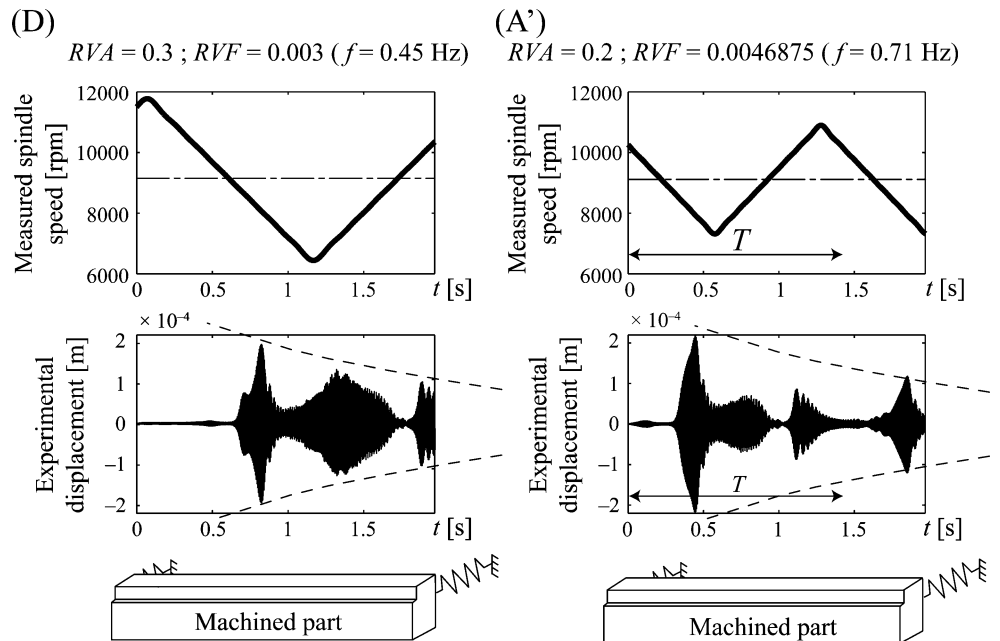 (D)
RVA = 0.3 ; RVF = 0.003 ( f = 0.45 Hz)
Measured spindle
speed [rpm]
12000
10000
8000
6000
0
0.5
1
1.5
t [s]
× 10⁻⁴
Experimental
displacement [m]
2
1
0
−1
−2
0
0.5
1
1.5
t [s]
Machined part
(A’)
RVA = 0.2 ; RVF = 0.0046875 ( f = 0.71 Hz)
Measured spindle
speed [rpm]
12000
10000
8000
6000
T
0
0.5
1
1.5
t [s]
× 10⁻⁴
Experimental
displacement [m]
2
1
0
−1
−2
T
0
0.5
1
1.5
t [s]
Machined part